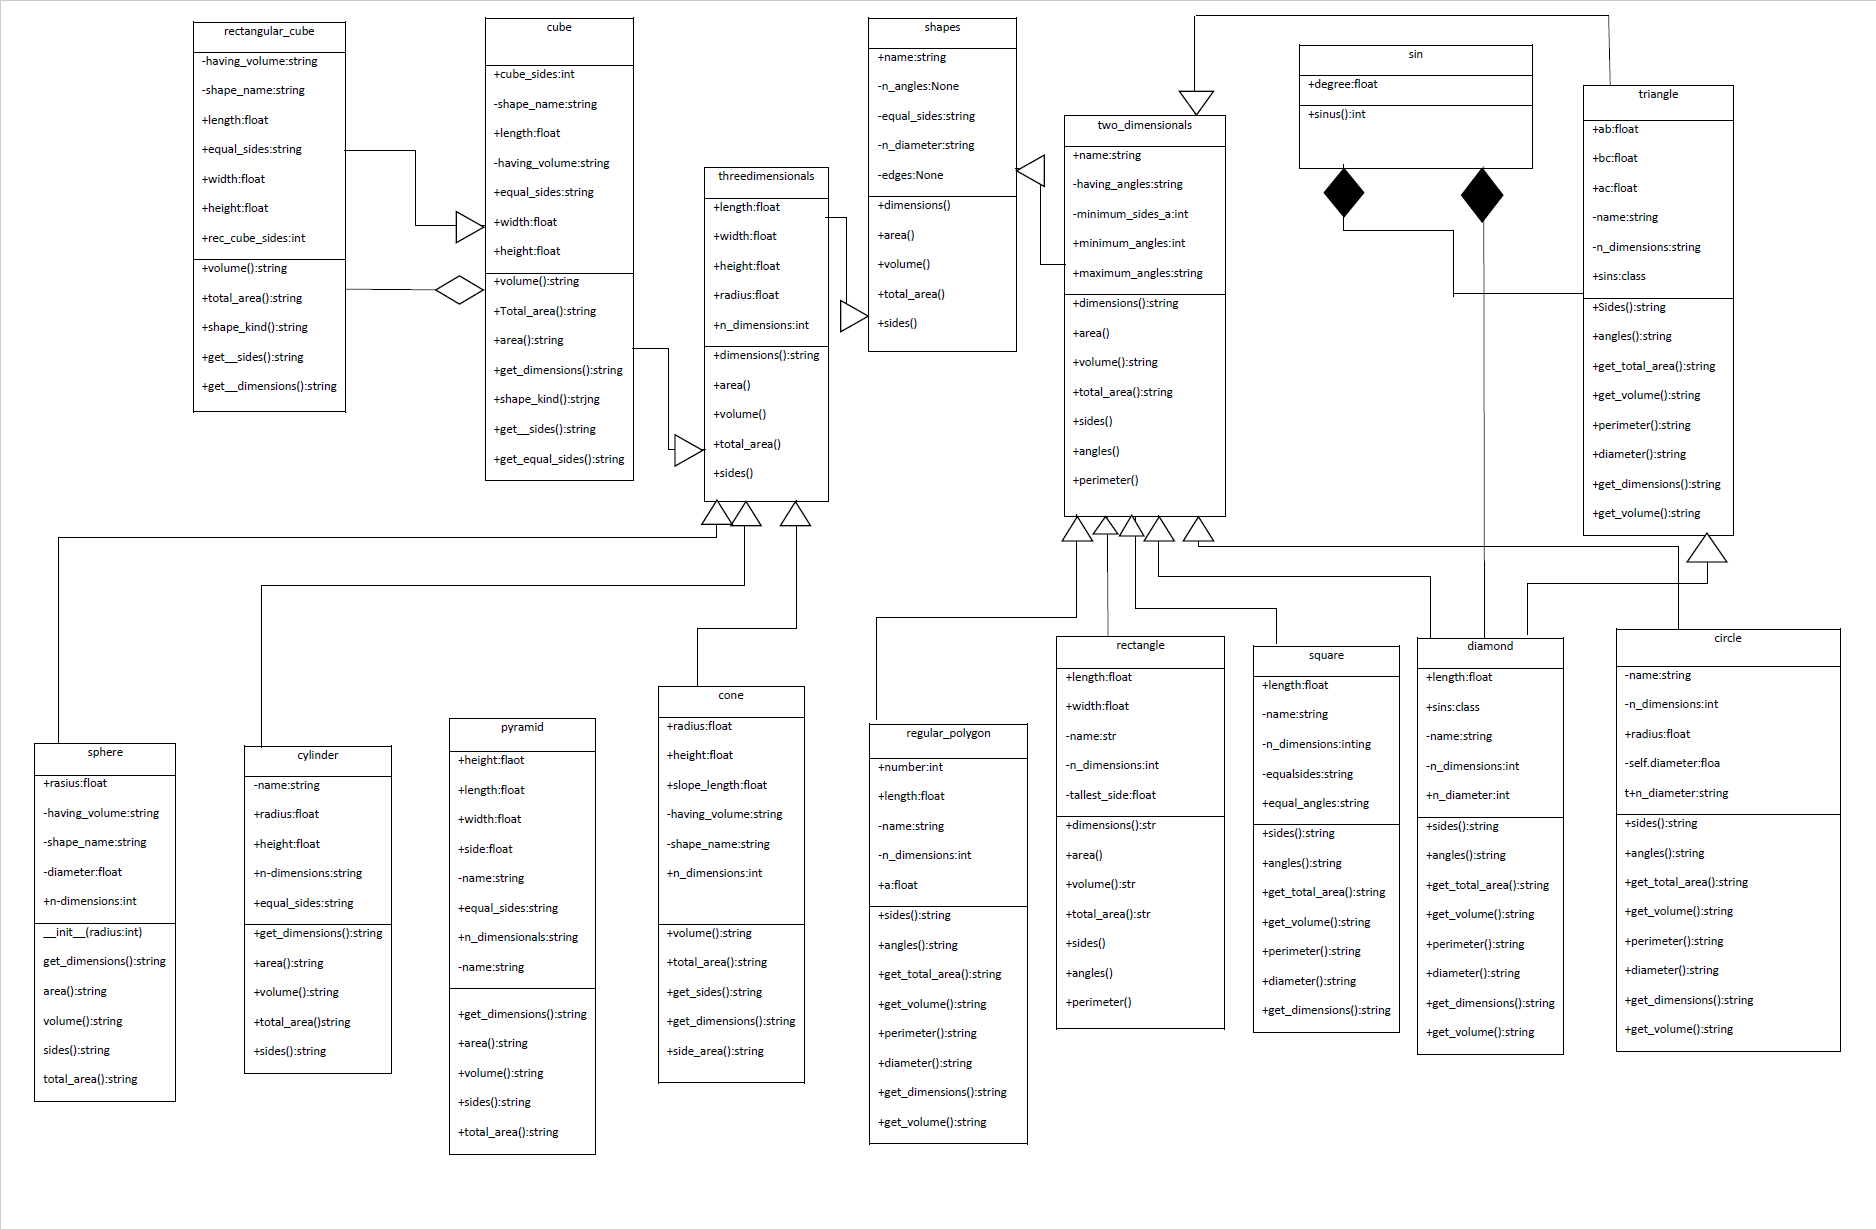 rectangular_cube
-having_volume:string
-shape_name:string
+length:float
+equal_sides:string
+width:float
+height:float
+rec_cube_sides:int
+volume():string
+total_area():string
+shape_kind():string
+get__sides():string
+get__dimensions():string
cube
+cube_sides:int
-shape_name:string
+length:float
-having_volume:string
+equal_sides:string
+width:float
+height:float
+volume():string
+Total_area():string
+area():string
+get_dimensions():string
+shape_kind():strjng
+get__sides():string
+get_equal_sides():string
threedimensionals
+length:float
+width:float
+height:float
+radius:float
+n_dimensions:int
+dimensions():string
+area()
+volume()
+total_area()
+sides()
shapes
+name:string
-n_angles:None
-equal_sides:string
-n_diameter:string
-edges:None
+dimensions()
+area()
+volume()
+total_area()
+sides()
two_dimensionals
+name:string
-having_angles:string
-minimum_sides_a:int
+minimum_angles:int
+maximum_angles:string
+dimensions():string
+area()
+volume():string
+total_area():string
+sides()
+angles()
+perimeter()
sin
+degree:float
+sinus():int
triangle
+ab:float
+bc:float
+ac:float
-name:string
-n_dimensions:string
+sins:class
+Sides():string
+angles():string
+get_total_area():string
+get_volume():string
+perimeter():string
+diameter():string
+get_dimensions():string
+get_volume():string
sphere
+rasius:float
-having_volume:string
-shape_name:string
-diameter:float
+n-dimensions:int
__init__(radius:int)
get_dimensions():string
area():string
volume():string
sides():string
total_area():string
cylinder
-name:string
+radius:float
+height:float
+n-dimensions:string
+equal_sides:string
+get_dimensions():string
+area():string
+volume():string
+total_area()string
+sides():string
pyramid
+height:flaot
+length:float
+width:float
+side:float
-name:string
+equal_sides:string
+n_dimensionals:string
-name:string
+get_dimensions():string
+area():string
+volume():string
+sides():string
+total_area():string
cone
+radius:float
+height:float
+slope_length:float
-having_volume:string
-shape_name:string
+n_dimensions:int
+volume():string
+total_area():string
+get_sides():string
+get_dimensions():string
+side_area():string
regular_polygon
+number:int
+length:float
-name:string
-n_dimensions:int
+a:float
+sides():string
+angles():string
+get_total_area():string
+get_volume():string
+perimeter():string
+diameter():string
+get_dimensions():string
+get_volume():string
rectangle
+length:float
+width:float
-name:str
-n_dimensions:int
-tallest_side:float
+dimensions():str
+area()
+volume():str
+total_area():str
+sides()
+angles()
+perimeter()
square
+length:float
-name:string
-n_dimensions:inting
-equalsides:string
+equal_angles:string
+sides():string
+angles():string
+get_total_area():string
+get_volume():string
+perimeter():string
+diameter():string
+get_dimensions():string
diamond
+length:float
+sins:class
-name:string
-n_dimensions:int
+n_diameter:int
+sides():string
+angles():string
+get_total_area():string
+get_volume():string
+perimeter():string
+diameter():string
+get_dimensions():string
+get_volume():string
circle
-name:string
-n_dimensions:int
+radius:float
-self.diameter:floa
t+n_diameter:string
+sides():string
+angles():string
+get_total_area():string
+get_volume():string
+perimeter():string
+diameter():string
+get_dimensions():string
+get_volume():string